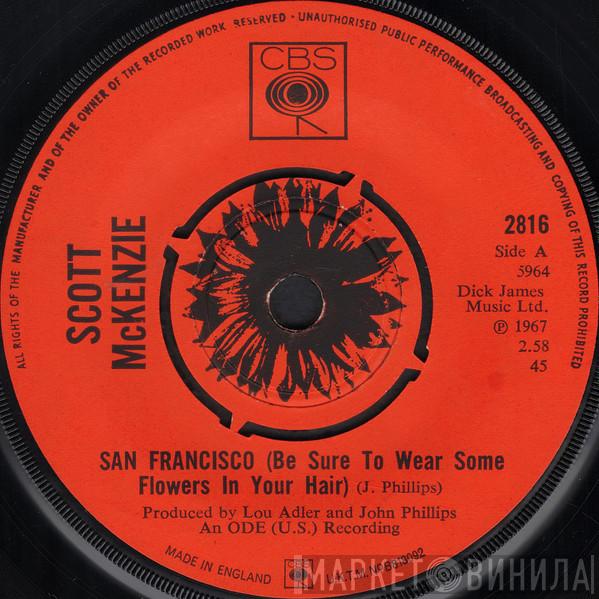 ALL RIGHTS OF THE MANUFACTURER AND OF THE OWNER OF THE RECORDED WORK RESERVED · UNAUTHORISED PUBLIC PERFORMANCE BROADCASTING AND COPYING OF THIS RECORD PROHIBITED
CBS
SCOTT
McKENZIE
2816
Side A
5964
Dick James
Music Ltd.
℗ 1967
2.58
45
SAN FRANCISCO (Be Sure To Wear Some
Flowers In Your Hair) (J. Phillips)
Produced by Lou Adler and John Phillips
An ODE (U.S.) Recording
MADE IN ENGLAND
CBS
U.K.T.M. No
МАРКЕТ ВИНИЛА